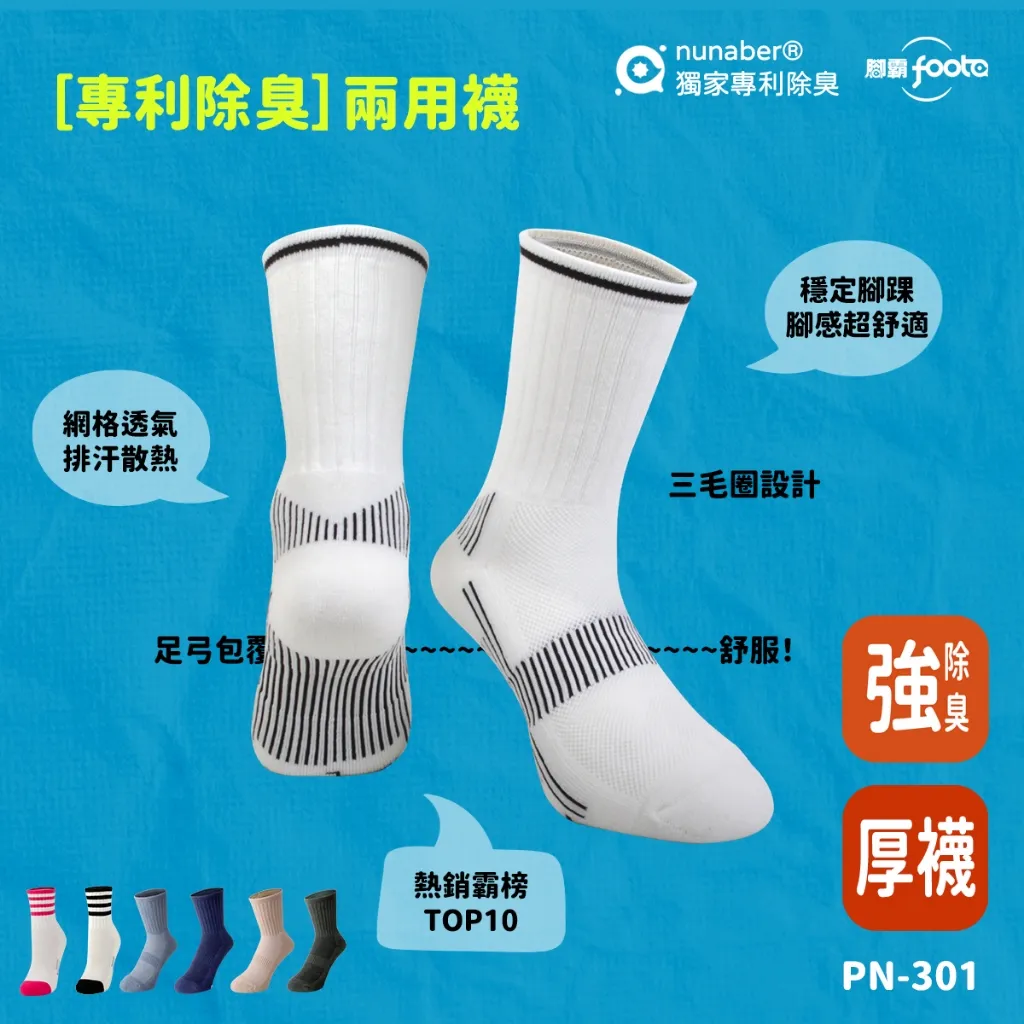 [專利除臭]兩用襪
nunaber®
獨家專利除臭
腳霸 foota
穩定腳踝
腳感超舒適
網格透氣
排汗散熱
三毛圈設計
足弓包覆~~~~~ ~~~~~舒服!
強除臭
厚襪
熱銷霸榜
TOP10
PN-301